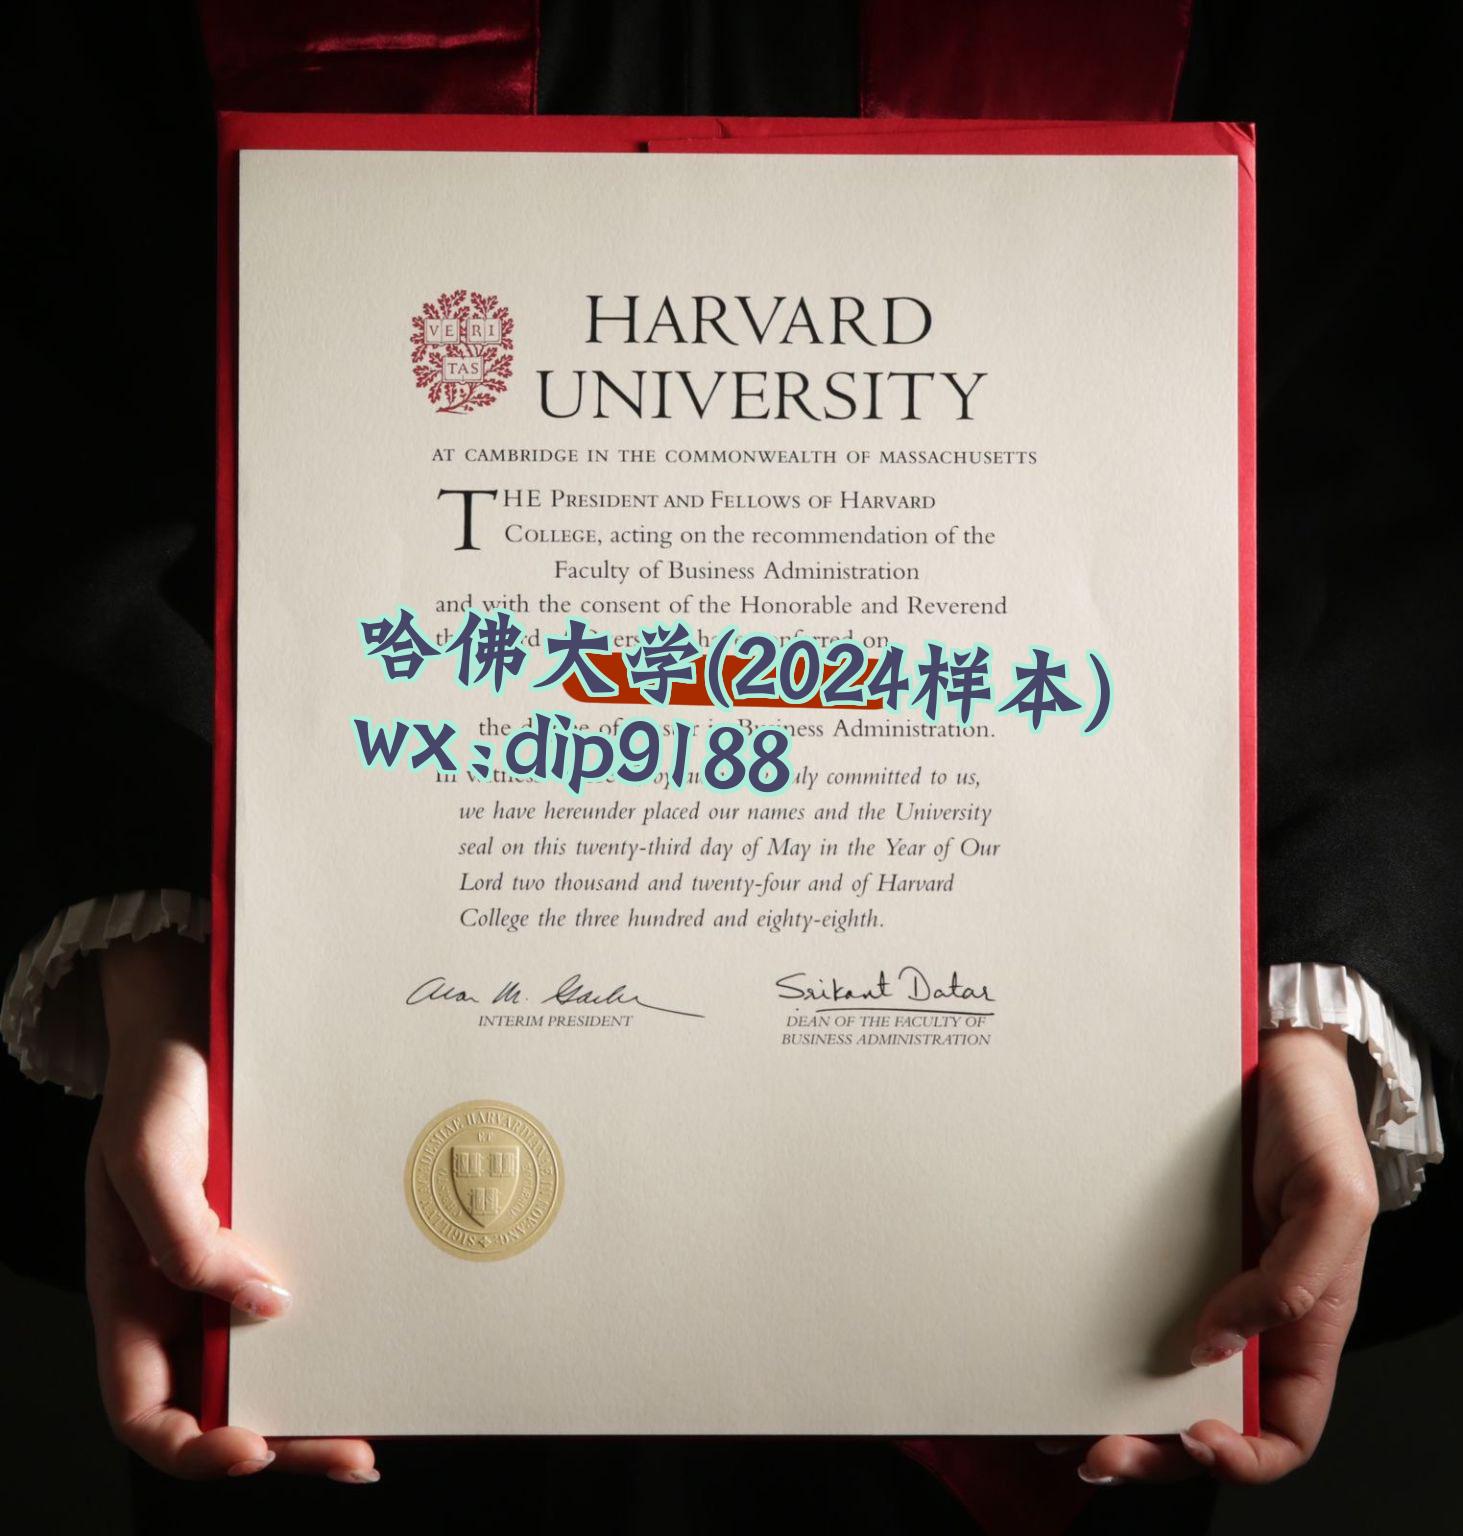 VE RI
TAS
HARVARD
UNIVERSITY
AT CAMBRIDGE IN THE COMMONWEALTH OF MASSACHUSETTS
THE PRESIDENT AND FELLOWS OF HARVARD
COLLEGE, acting on the recommendation of the
Faculty of Business Administration
and with the consent of the Honorable and Reverend
on
哈佛大学(2024样本)
the of Business Administration.
wx:dip9188
In committed to us,
we have hereunder placed our names and the University
seal on this twenty-third day of May in the Year of Our
Lord two thousand and twenty-four and of Harvard
College the three hundred and eighty-eighth.
Srikant Datar
INTERIM PRESIDENT
DEAN OF THE FACULTY OF
BUSINESS ADMINISTRATION